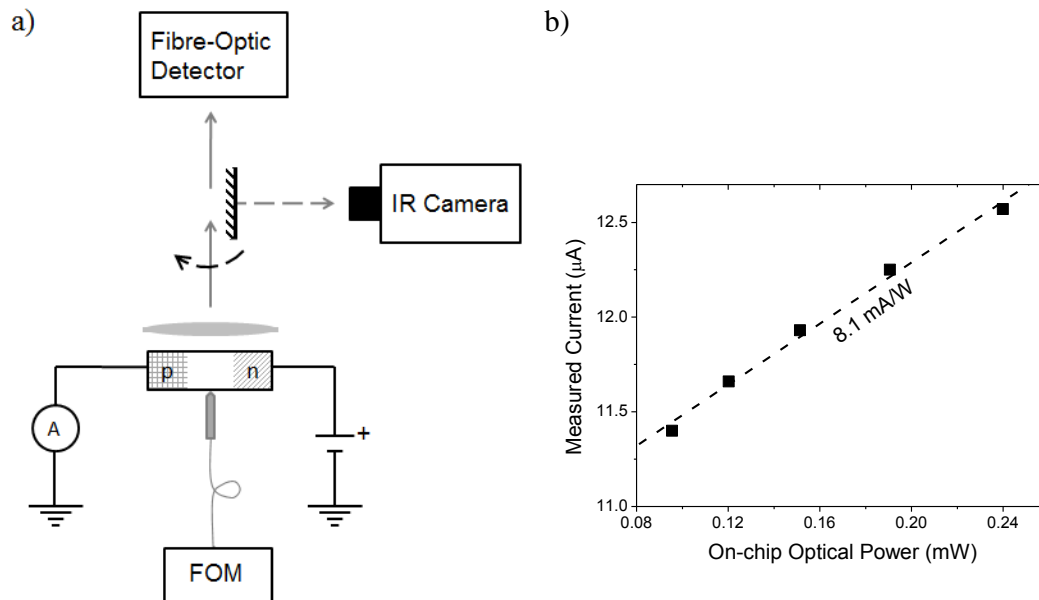 a)
Fibre-Optic
Detector
IR Camera
p
n
A
+
FOM
b)
Measured Current (μA)
12.5
12.0
11.5
11.0
8.1 mA/W
0.08
0.12
0.16
0.20
0.24
On-chip Optical Power (mW)